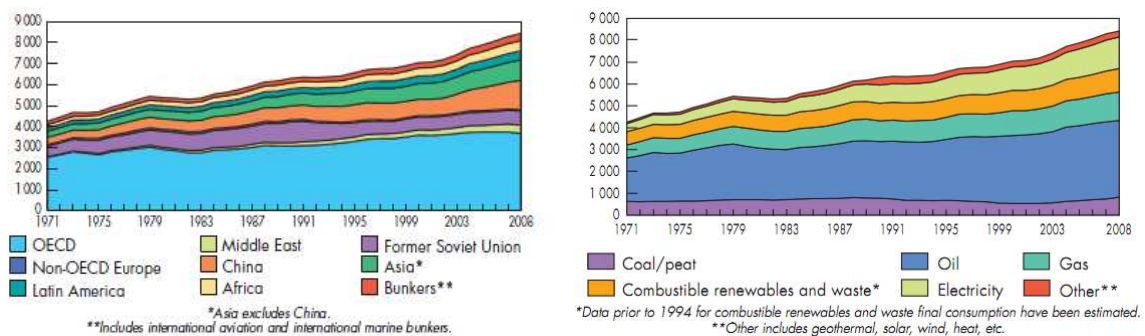 9 000
8 000
7 000
6 000
5 000
4 000
3 000
2 000
1 000
0
1971 1975 1979 1983 1987 1991 1995 1999 2003 2008
OECD Middle East Former Soviet Union
Non-OECD Europe China Asia*
Latin America Africa Bunkers**
*Asia excludes China.
**Includes international aviation and international marine bunkers.
9 000
8 000
7 000
6 000
5 000
4 000
3 000
2 000
1 000
0
1971 1975 1979 1983 1987 1991 1995 1999 2003 2008
Coal/peat Oil Gas
Combustible renewables and waste* Electricity Other**
*Data prior to 1994 for combustible renewables and waste final consumption have been estimated.
**Other includes geothermal, solar, wind, heat, etc.